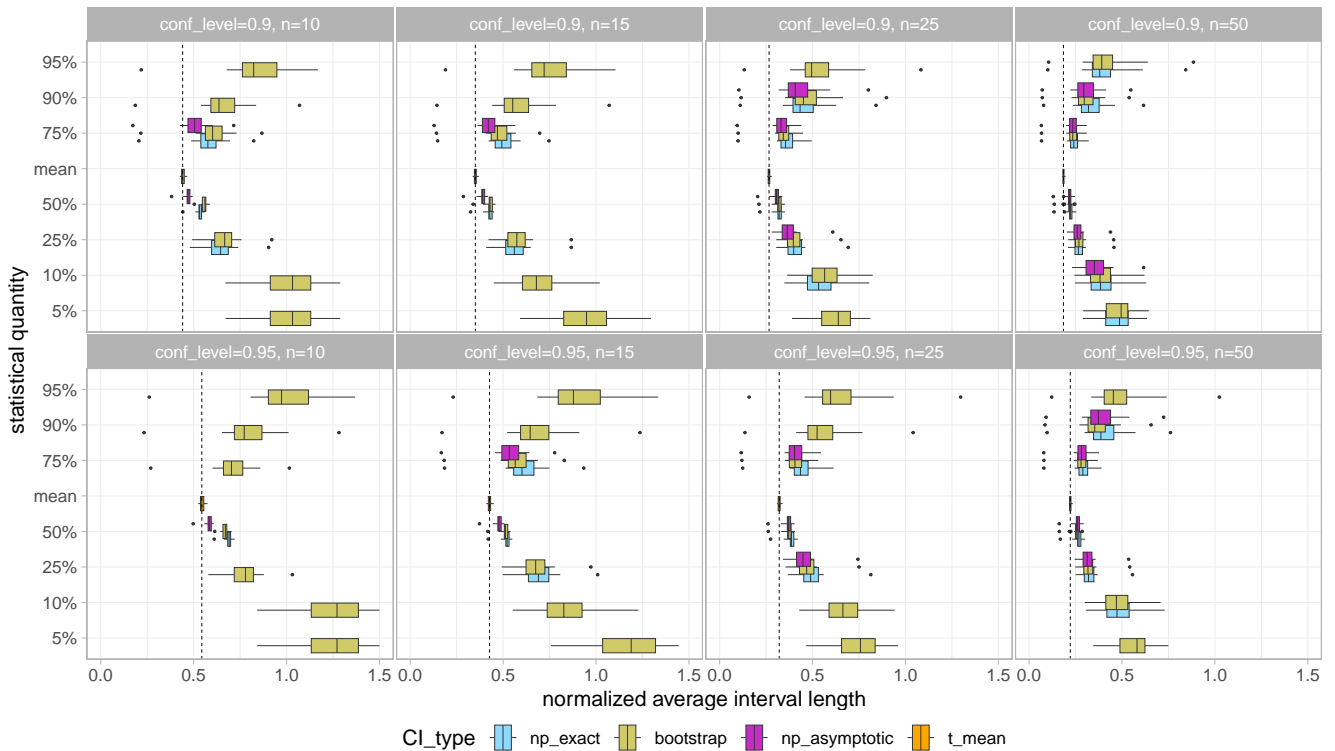 conf_level=0.9, n=10
conf_level=0.9, n=15
conf_level=0.9, n=25
conf_level=0.9, n=50
95%
90%
75%
mean
50%
25%
10%
5%
conf_level=0.95, n=10
conf_level=0.95, n=15
conf_level=0.95, n=25
conf_level=0.95, n=50
95%
90%
75%
mean
50%
25%
10%
5%
statistical quantity
0.0 0.5 1.0 1.5 0.0 0.5 1.0 1.5 0.0 0.5 1.0 1.5 0.0 0.5 1.0 1.5
normalized average interval length
CI_type np_exact bootstrap np_asymptotic t_mean